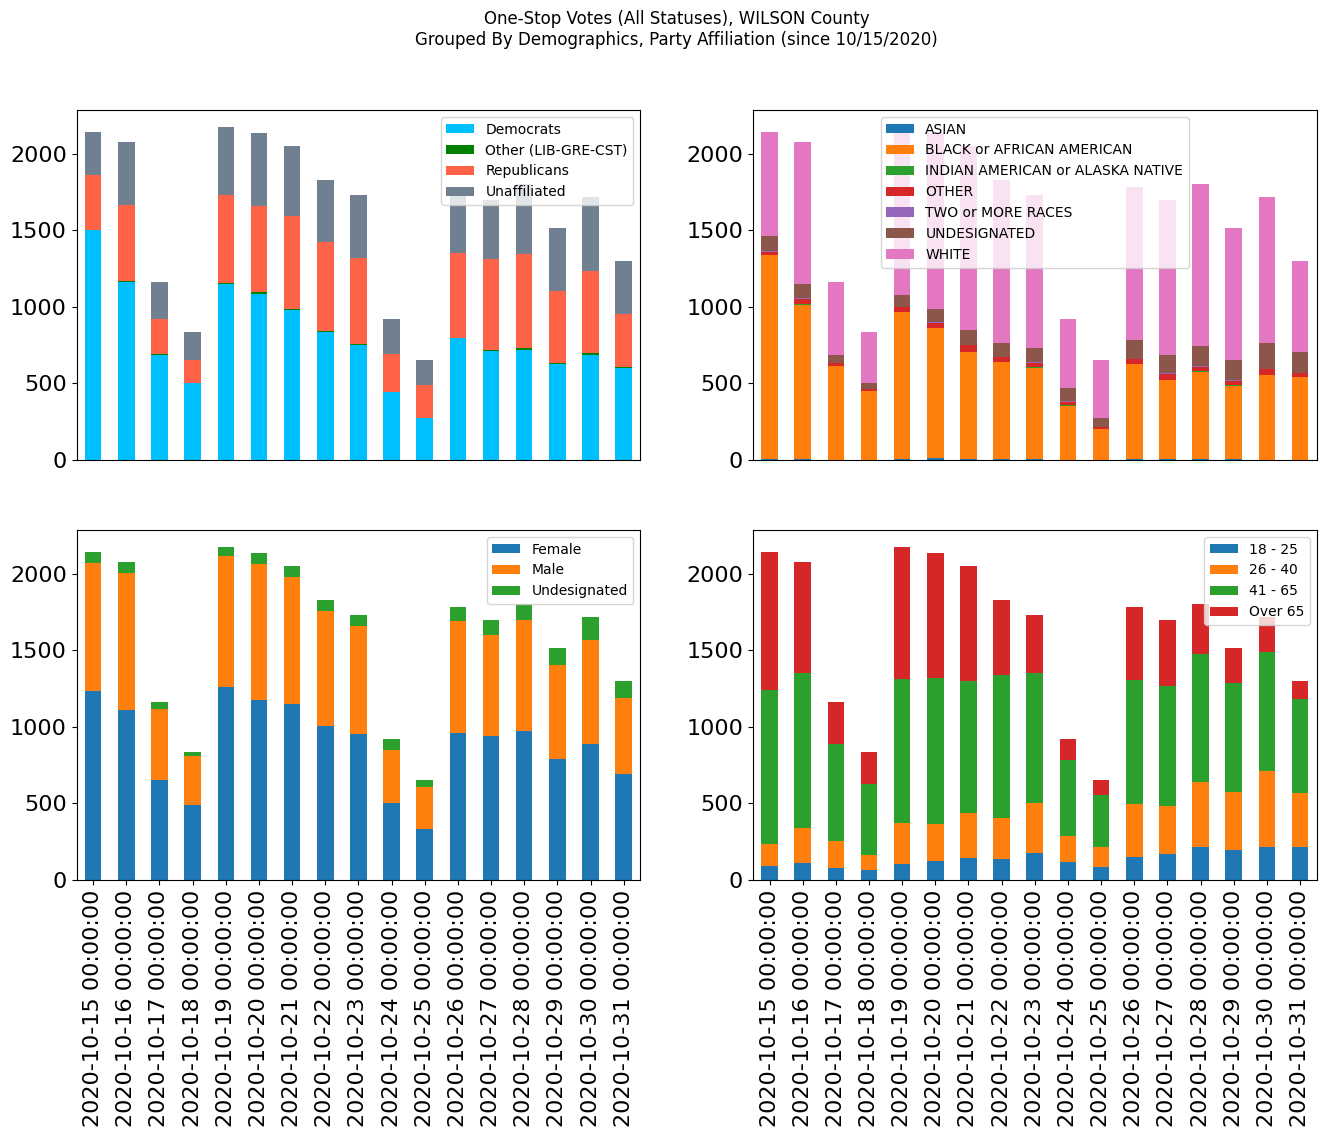 One-Stop Votes (All Statuses), WILSON County
Grouped By Demographics, Party Affiliation (since 10/15/2020)
2000
1500
1000
500
0
Democrats
Other (LIB-GRE-CST)
Republicans
Unaffiliated
2000
1500
1000
500
0
ASIAN
BLACK or AFRICAN AMERICAN
INDIAN AMERICAN or ALASKA NATIVE
OTHER
TWO or MORE RACES
UNDESIGNATED
WHITE
2000
1500
1000
500
0
Female
Male
Undesignated
2020-10-15 00:00:00
2020-10-16 00:00:00
2020-10-17 00:00:00
2020-10-18 00:00:00
2020-10-19 00:00:00
2020-10-20 00:00:00
2020-10-21 00:00:00
2020-10-22 00:00:00
2020-10-23 00:00:00
2020-10-24 00:00:00
2020-10-25 00:00:00
2020-10-26 00:00:00
2020-10-27 00:00:00
2020-10-28 00:00:00
2020-10-29 00:00:00
2020-10-30 00:00:00
2020-10-31 00:00:00
2000
1500
1000
500
0
18 - 25
26 - 40
41 - 65
Over 65
2020-10-15 00:00:00
2020-10-16 00:00:00
2020-10-17 00:00:00
2020-10-18 00:00:00
2020-10-19 00:00:00
2020-10-20 00:00:00
2020-10-21 00:00:00
2020-10-22 00:00:00
2020-10-23 00:00:00
2020-10-24 00:00:00
2020-10-25 00:00:00
2020-10-26 00:00:00
2020-10-27 00:00:00
2020-10-28 00:00:00
2020-10-29 00:00:00
2020-10-30 00:00:00
2020-10-31 00:00:00